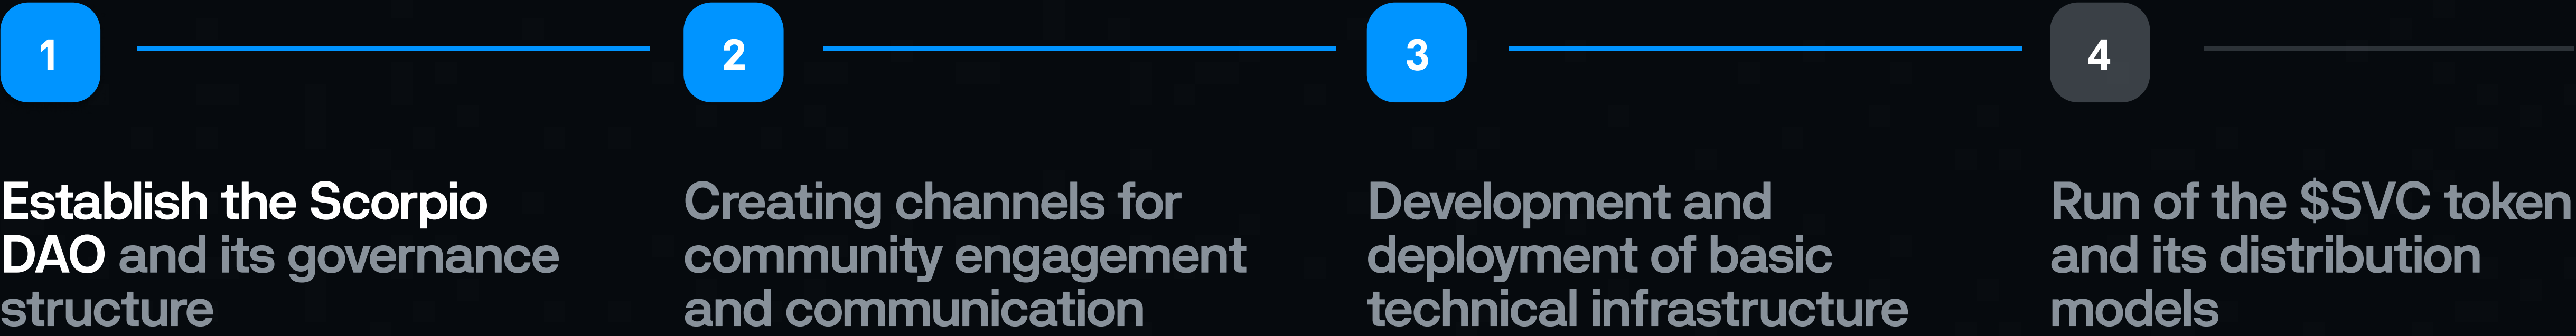 1
Establish the Scorpio
DAO and its governance
structure
2
Creating channels for
community engagement
and communication
3
Development and
deployment of basic
technical infrastructure
4
Run of the $SVC token
and its distribution
models